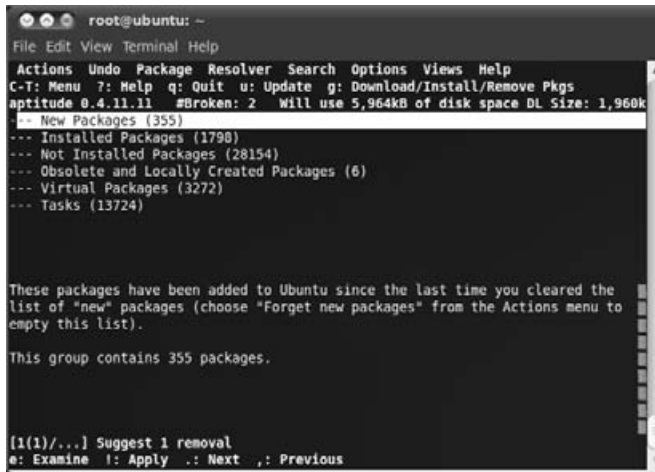 root@ubuntu: ~
File Edit View Terminal Help
Actions Undo Package Resolver Search Options Views Help
C-T: Menu ?: Help q: Quit u: Update g: Download/Install/Remove Pkgs
aptitude 0.4.11.11 #Broken: 2 Will use 5,964kB of disk space DL Size: 1,960k
--- New Packages (355)
--- Installed Packages (1798)
--- Not Installed Packages (28154)
--- Obsolete and Locally Created Packages (6)
--- Virtual Packages (3272)
--- Tasks (13724)
These packages have been added to Ubuntu since the last time you cleared the
list of "new" packages (choose "Forget new packages" from the Actions menu to
empty this list).
This group contains 355 packages.
[1(1)/...] Suggest 1 removal
e: Examine !: Apply .: Next ,: Previous